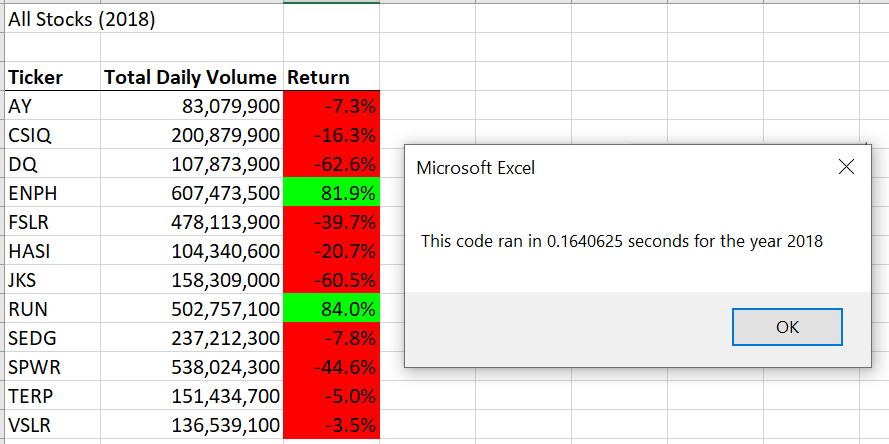 All Stocks (2018)
Ticker Total Daily Volume Return
AY 83,079,900 -7.3%
CSIQ 200,879,900 -16.3%
DQ 107,873,900 -62.6%
ENPH 607,473,500 81.9%
FSLR 478,113,900 -39.7%
HASI 104,340,600 -20.7%
JKS 158,309,000 -60.5%
RUN 502,757,100 84.0%
SEDG 237,212,300 -7.8%
SPWR 538,024,300 -44.6%
TERP 151,434,700 -5.0%
VSLR 136,539,100 -3.5%
Microsoft Excel
This code ran in 0.1640625 seconds for the year 2018
OK